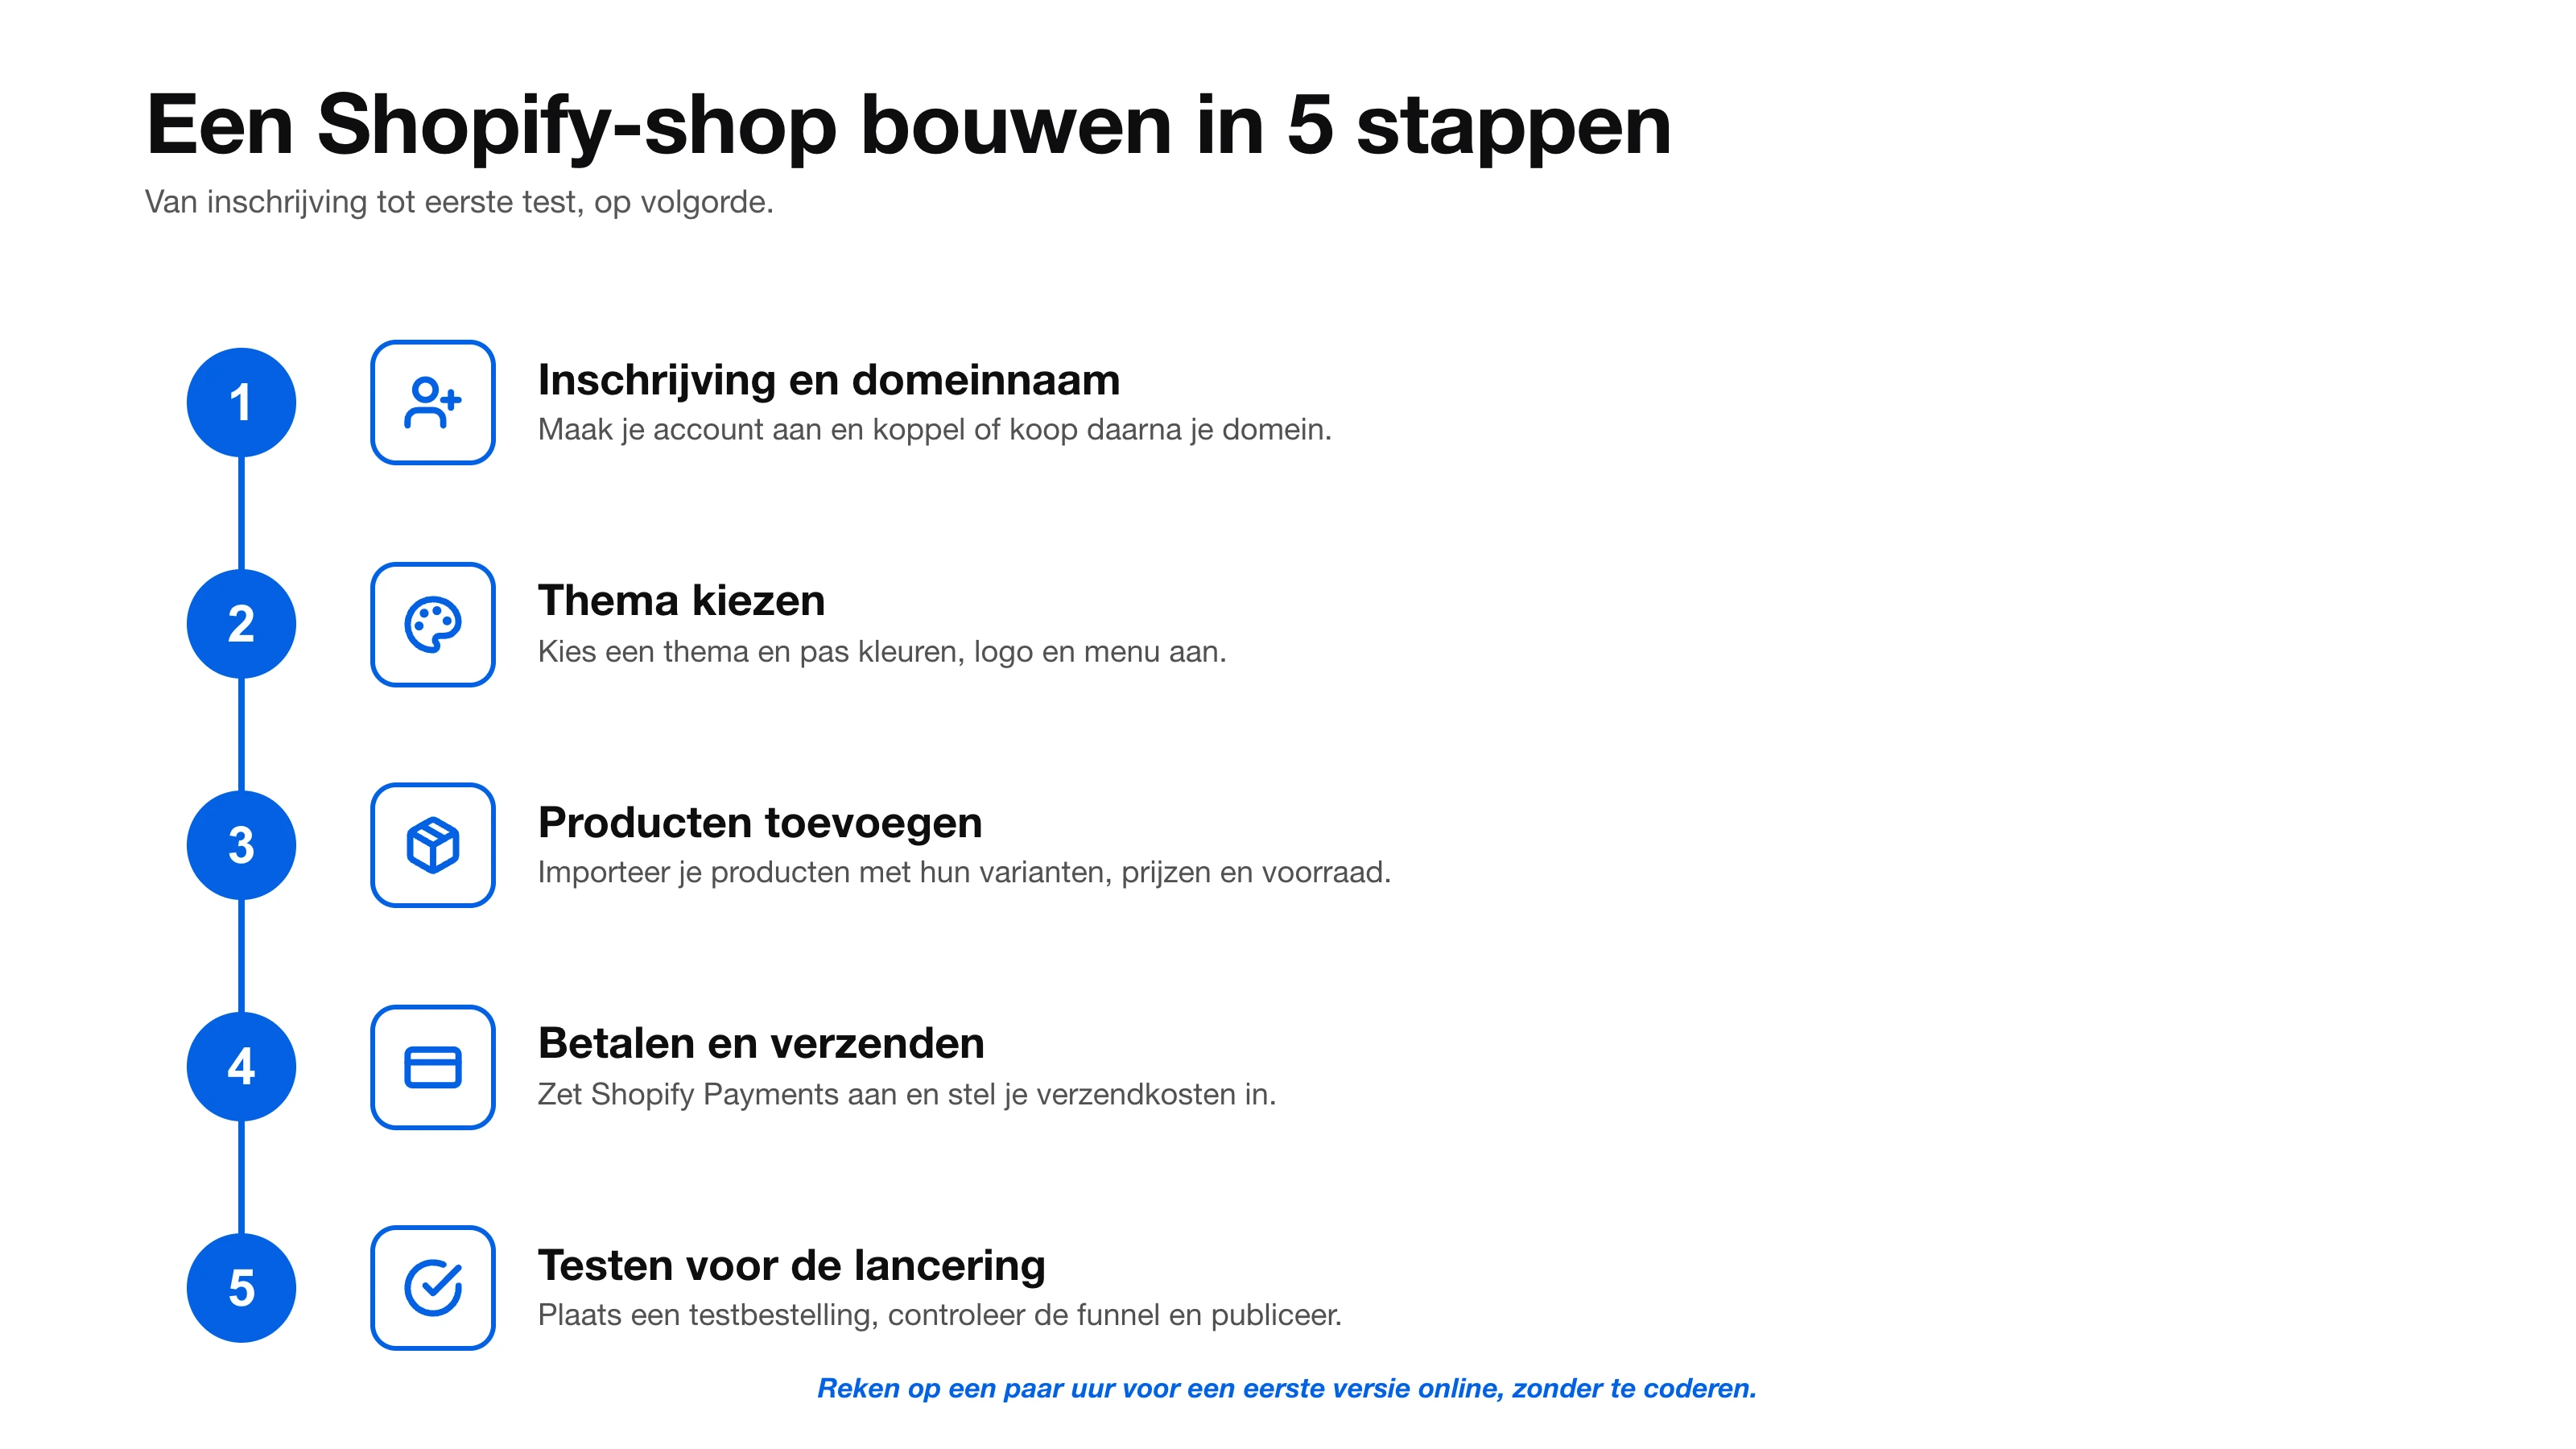 Een Shopify-shop bouwen in 5 stappen
Van inschrijving tot eerste test, op volgorde.
1
Inschrijving en domeinnaam
Maak je account aan en koppel of koop daarna je domein.
2
Thema kiezen
Kies een thema en pas kleuren, logo en menu aan.
3
Producten toevoegen
Importeer je producten met hun varianten, prijzen en voorraad.
4
Betalen en verzenden
Zet Shopify Payments aan en stel je verzendkosten in.
5
Testen voor de lancering
Plaats een testbestelling, controleer de funnel en publiceer.
Reken op een paar uur voor een eerste versie online, zonder te coderen.